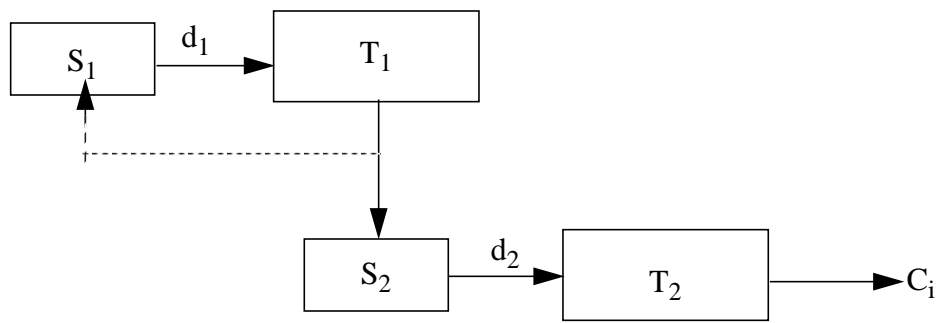 d₁
S₁
T₁
d₂
S₂
T₂
Cᵢ